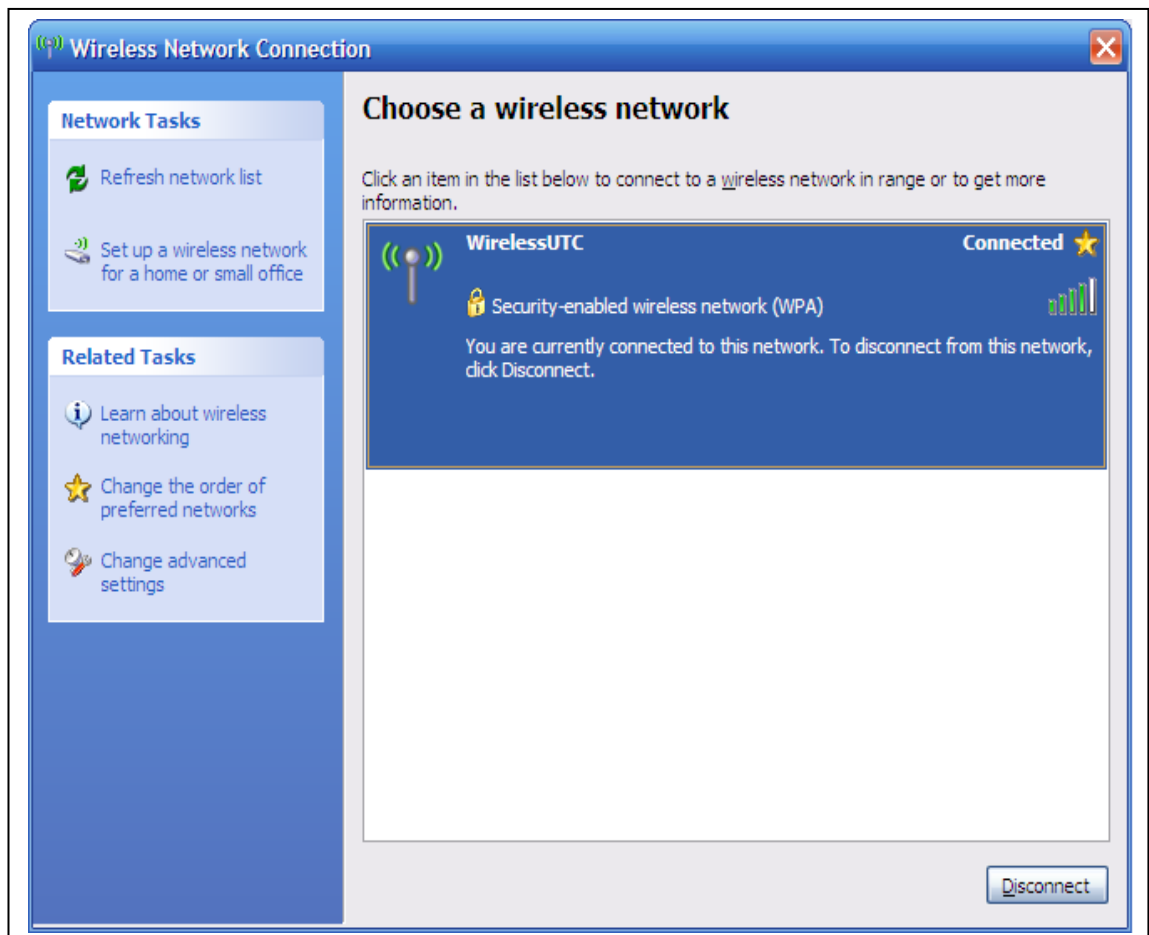 Wireless Network Connection
Network Tasks
Refresh network list
Set up a wireless network
for a home or small office
Related Tasks
Learn about wireless
networking
Change the order of
preferred networks
Change advanced
settings
Choose a wireless network
Click an item in the list below to connect to a wireless network in range or to get more
information.
WirelessUTC Connected
Security-enabled wireless network (WPA)
You are currently connected to this network. To disconnect from this network,
click Disconnect.
Disconnect